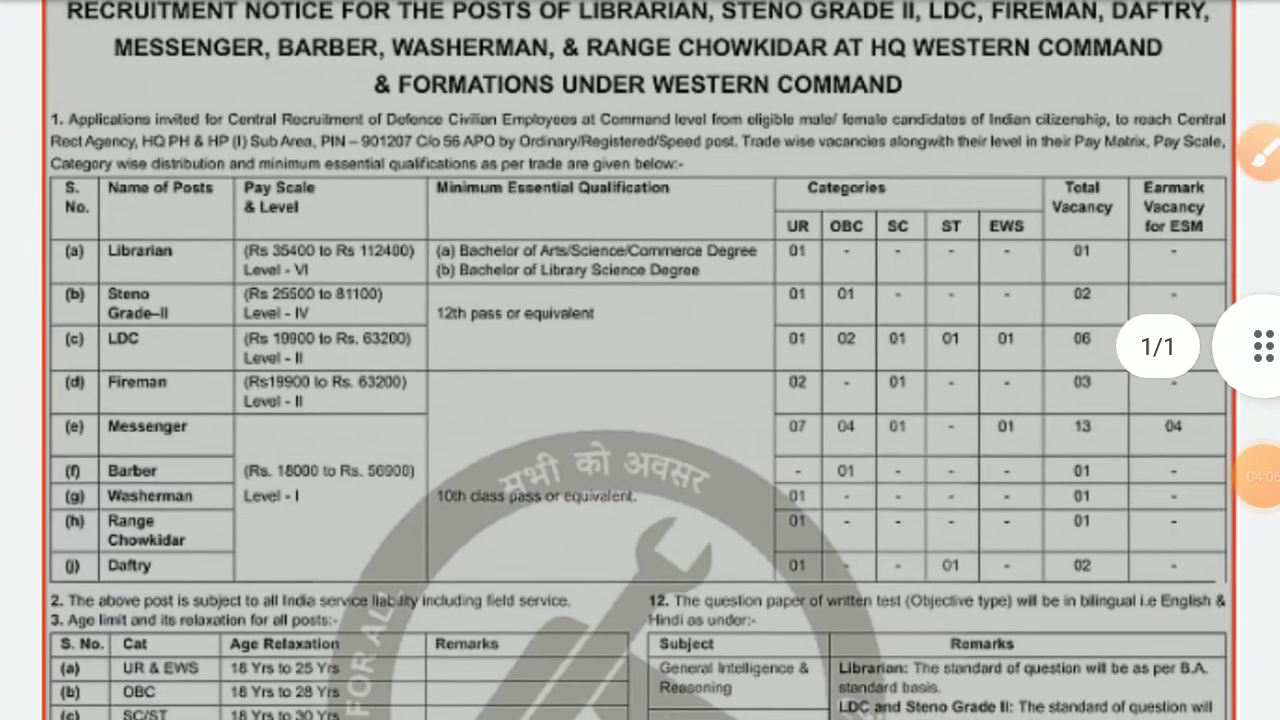 RECRUITMENT NOTICE FOR THE POSTS OF LIBRARIAN, STENO GRADE II, LDC, FIREMAN, DAFTRY,
MESSENGER, BARBER, WASHERMAN, & RANGE CHOWKIDAR AT HQ WESTERN COMMAND
& FORMATIONS UNDER WESTERN COMMAND
1. Applications invited for Central Recruitment of Defence Civilian Employees at Command level from eligible male/ female candidates of Indian citizenship, to reach Central
Rect Agency, HQ PH & HP (I) Sub Area, PIN – 901207 C/o 56 APO by Ordinary/Registered/Speed post. Trade wise vacancies alongwith their level in their Pay Matrix, Pay Scale,
Category wise distribution and minimum essential qualifications as per trade are given below:-
S. No. Name of Posts Pay Scale & Level Minimum Essential Qualification Categories Total Vacancy Earmark Vacancy for ESM
UR OBC SC ST EWS
(a) Librarian (Rs 35400 to Rs 112400) (a) Bachelor of Arts/Science/Commerce Degree 01 - - - - 01 -
Level - VI (b) Bachelor of Library Science Degree
(b) Steno (Rs 25500 to 81100) 01 01 - - - 02 -
Grade–II Level - IV 12th pass or equivalent
(c) LDC (Rs 19900 to Rs. 63200) 01 02 01 01 01 06
Level - II
(d) Fireman (Rs19900 to Rs. 63200) 02 - 01 - - 03 -
Level - II
(e) Messenger 07 04 01 - 01 13 04
(f) Barber (Rs. 18000 to Rs. 56900) - 01 - - - 01 -
(g) Washerman Level - I 10th class pass or equivalent. 01 - - - - 01 -
(h) Range 01 - - - - 01 -
Chowkidar
(j) Daftry 01 - - 01 - 02 -
सभी को अवसर
FOR ALL
2. The above post is subject to all India service liability including field service.
3. Age limit and its relaxation for all posts:-
S. No. Cat Age Relaxation Remarks
(a) UR & EWS 18 Yrs to 25 Yrs
(b) OBC 18 Yrs to 28 Yrs
(c) SC/ST 18 Yrs to 30 Yrs
12. The question paper of written test (Objective type) will be in bilingual i.e English &
Hindi as under:-
Subject Remarks
General Intelligence & Librarian: The standard of question will be as per B.A.
Reasoning standard basis.
LDC and Steno Grade II: The standard of question will
1/1
04:06